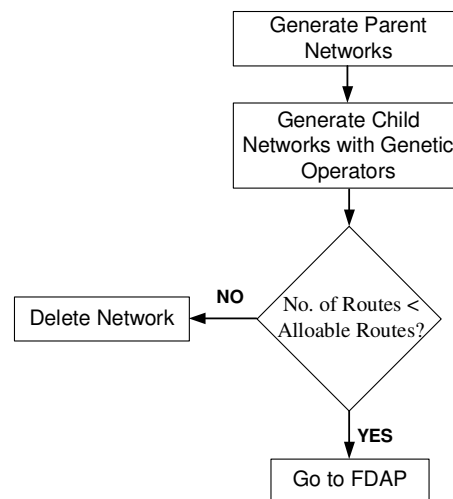 Generate Parent
Networks
Generate Child
Networks with Genetic
Operators
No. of Routes <
Alloable Routes?
NO
Delete Network
YES
Go to FDAP